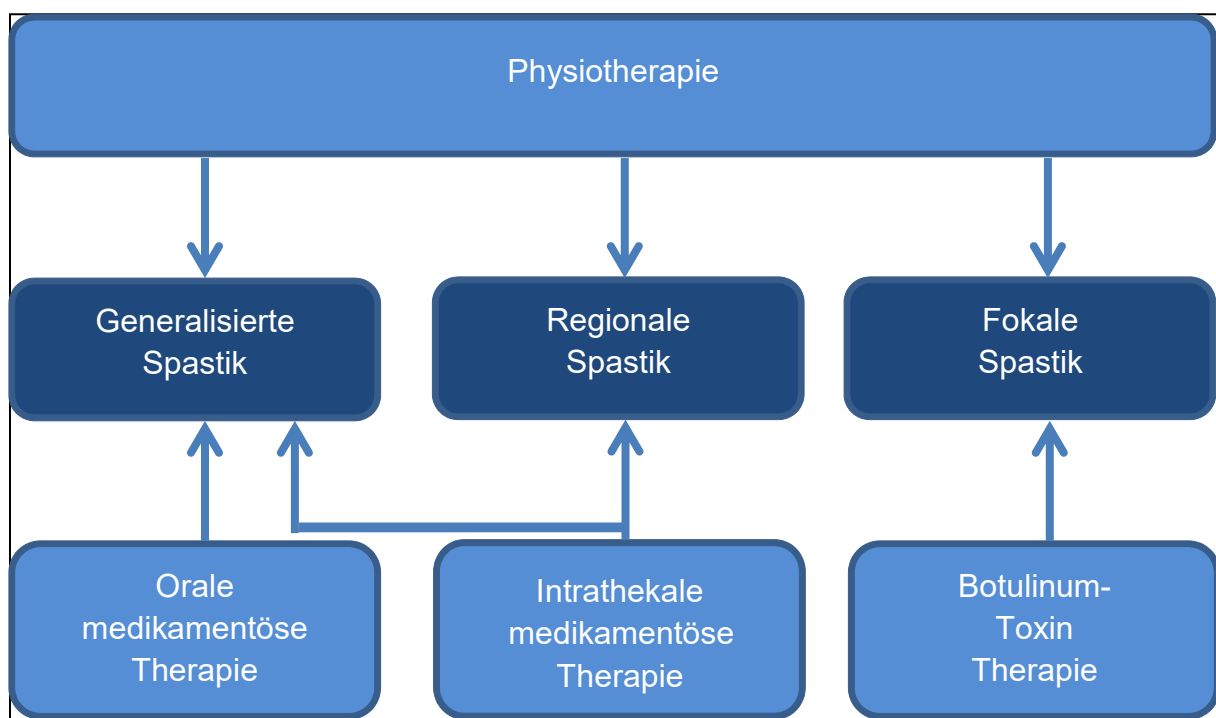 Physiotherapie
Generalisierte
Spastik
Regionale
Spastik
Fokale
Spastik
Orale
medikamentöse
Therapie
Intrathekale
medikamentöse
Therapie
Botulinum-
Toxin
Therapie